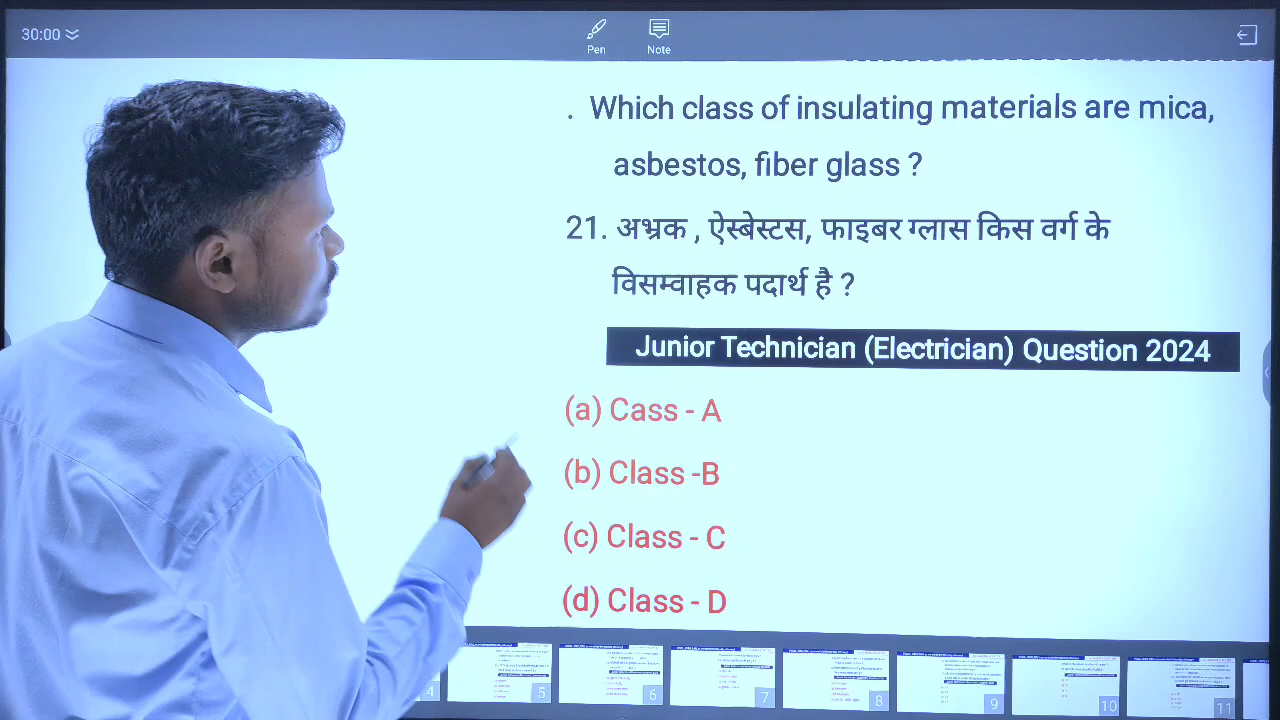 30:00
Pen
Note
. Which class of insulating materials are mica,
asbestos, fiber glass ?
21. अभ्रक , ऐस्बेस्टस, फाइबर ग्लास किस वर्ग के
विसम्वाहक पदार्थ है ?
Junior Technician (Electrician) Question 2024
(a) Cass - A
(b) Class -B
(c) Class - C
(d) Class - D
4
5
6
7
8
9
10
11